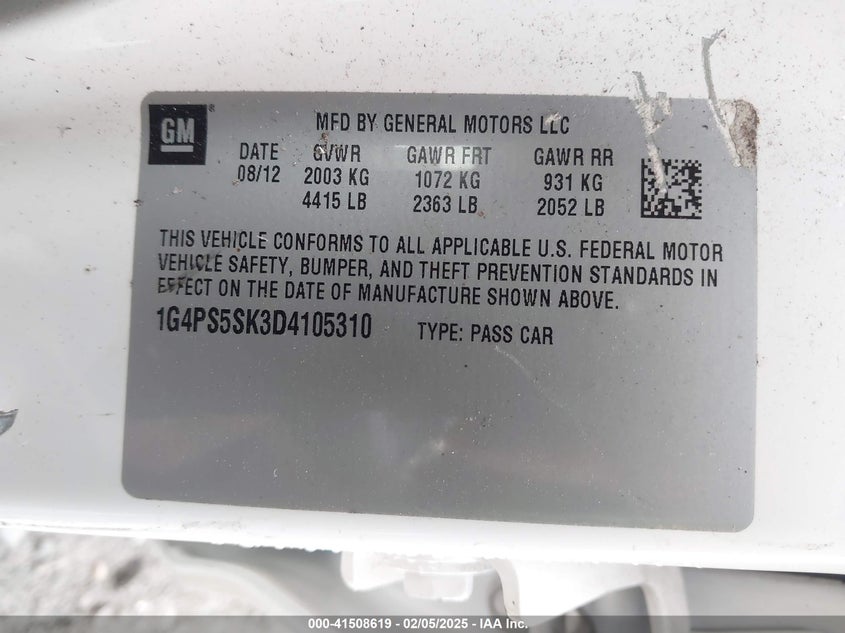 GM®
MFD BY GENERAL MOTORS LLC
DATE GVWR GAWR FRT GAWR RR
08/12 2003 KG 1072 KG 931 KG
4415 LB 2363 LB 2052 LB
THIS VEHICLE CONFORMS TO ALL APPLICABLE U.S. FEDERAL MOTOR
VEHICLE SAFETY, BUMPER, AND THEFT PREVENTION STANDARDS IN
EFFECT ON THE DATE OF MANUFACTURE SHOWN ABOVE.
1G4PS5SK3D4105310 TYPE: PASS CAR
000-41508619 - 02/05/2025 - IAA Inc.